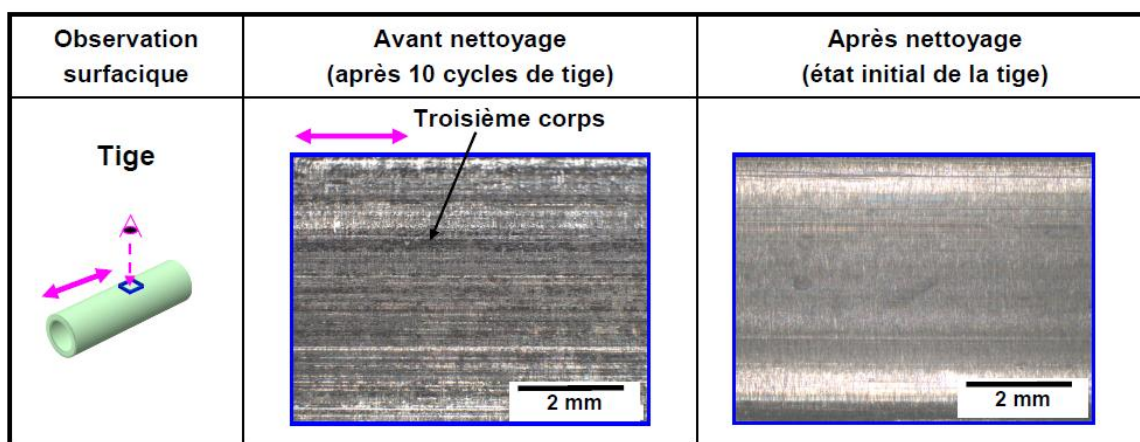 Observation
surfacique
Avant nettoyage
(après 10 cycles de tige)
Après nettoyage
(état initial de la tige)
Tige
Troisième corps
2 mm
2 mm